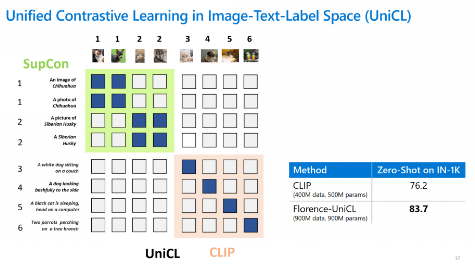 Unified Contrastive Learning in Image-Text-Label Space (UniCL)
1 1 2 2 3 4 5 6
SupCon
1 An image of
Chihuahua
1 A photo of
Chihuahua
2 A picture of
Siberian Husky
2 A Siberian
Husky
3 A white dog sitting
on a couch
4 A dog looking
bashfully to the side
5 A black cat is sleeping,
head on a computer
6 Two parrots perching
on a tree branch
UniCL CLIP
Method Zero-Shot on IN-1K
CLIP 76.2
(400M data, 500M params)
Florence-UniCL 83.7
(900M data, 900M params)